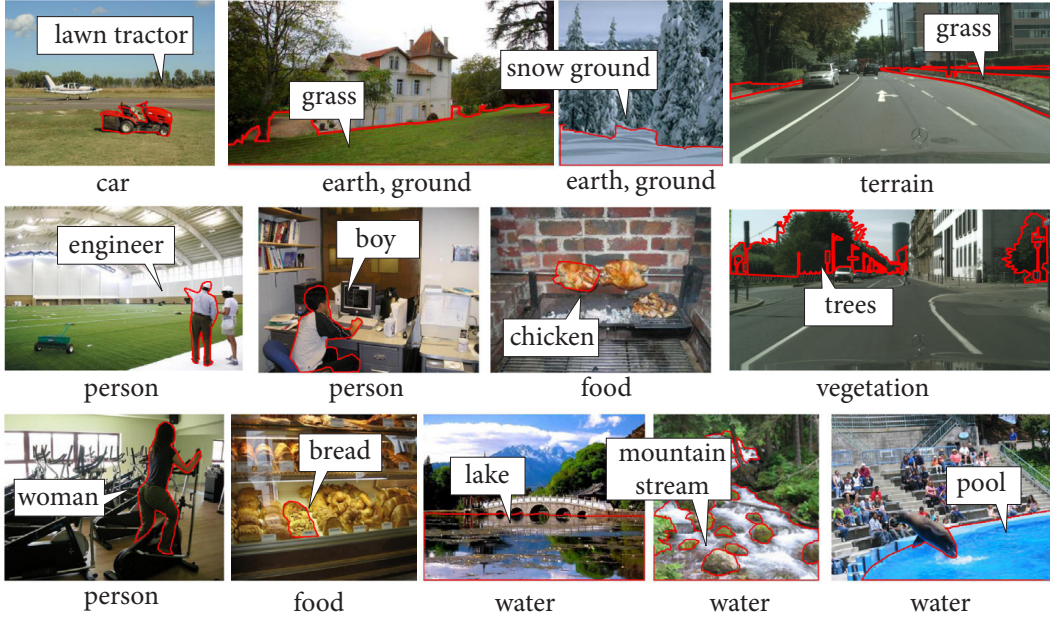 lawn tractor
grass
snow ground
grass
car
earth, ground
earth, ground
terrain
engineer
boy
chicken
trees
person
person
food
vegetation
woman
bread
lake
mountain
stream
pool
person
food
water
water
water